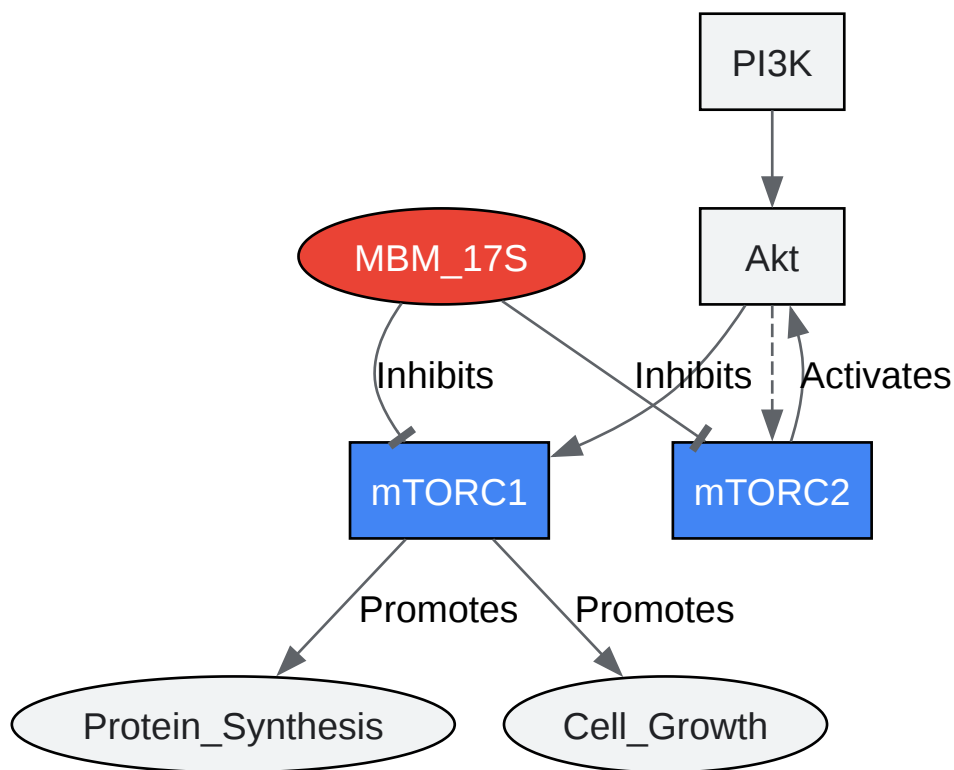 PI3K
MBM_17S
Akt
Inhibits
Inhibits
Activates
mTORC1
mTORC2
Promotes
Promotes
Protein_Synthesis
Cell_Growth